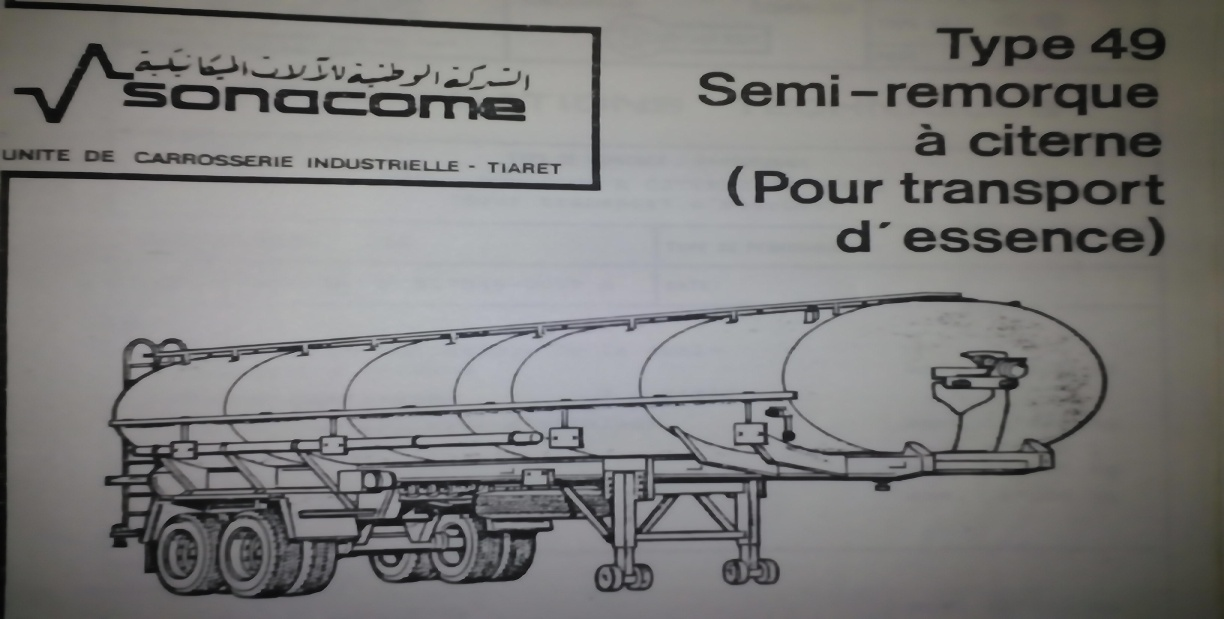 الشركة الوطنية للآلات الميكانيكية
sonacome
UNITE DE CARROSSERIE INDUSTRIELLE - TIARET
Type 49
Semi-remorque
à citerne
(Pour transport
d´essence)